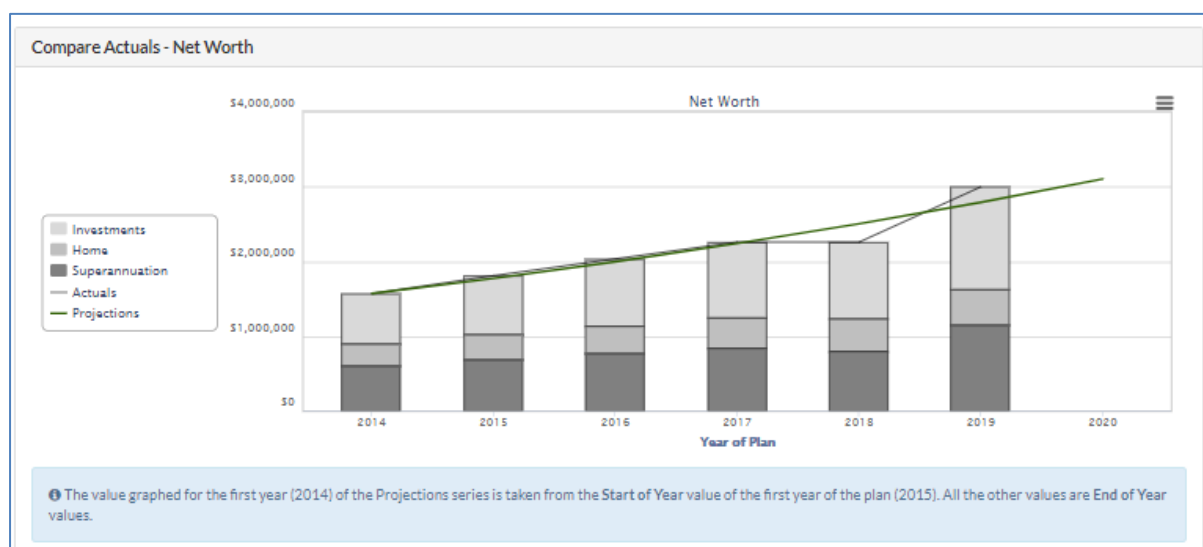 Compare Actuals - Net Worth
Net Worth
$4,000,000
$3,000,000
$2,000,000
$1,000,000
$0
Investments
Home
Superannuation
Actuals
Projections
2014 2015 2016 2017 2018 2019 2020
Year of Plan
The value graphed for the first year (2014) of the Projections series is taken from the Start of Year value of the first year of the plan (2015). All the other values are End of Year
values.